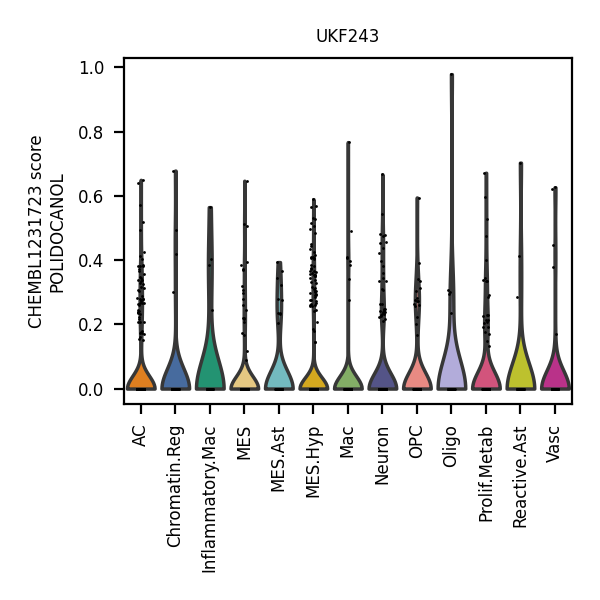 UKF243
CHEMBL1231723 score
POLIDOCANOL
1.0
0.8
0.6
0.4
0.2
0.0
AC
Chromatin.Reg
Inflammatory.Mac
MES
MES.Ast
MES.Hyp
Mac
Neuron
OPC
Oligo
Prolif.Metab
Reactive.Ast
Vasc